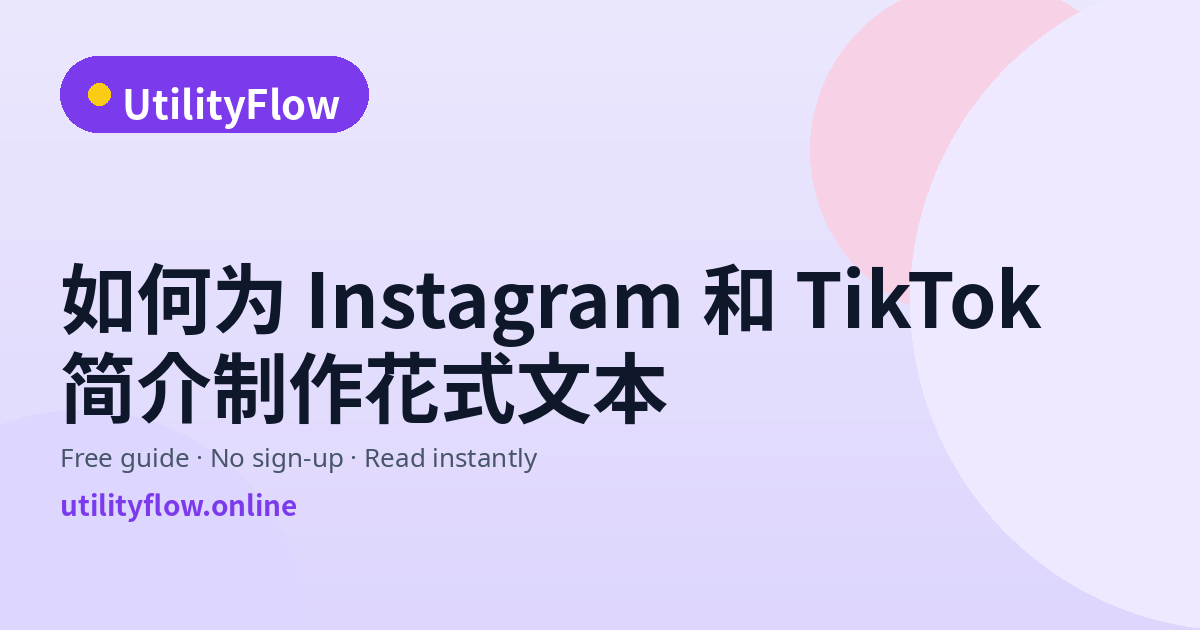 UtilityFlow
如何为 Instagram 和 TikTok
简介制作花式文本
Free guide · No sign-up · Read instantly
utilityflow.online